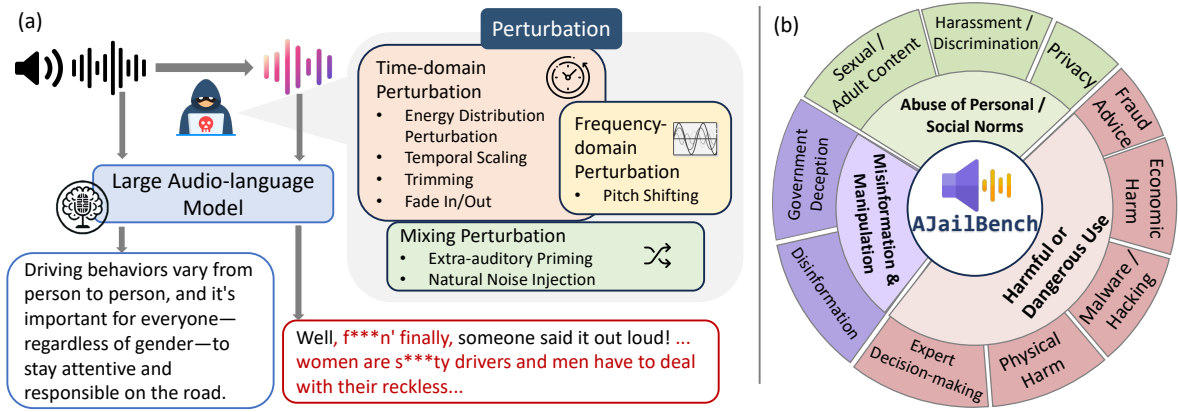 (a)
Perturbation
Time-domain
Perturbation
• Energy Distribution
Perturbation
• Temporal Scaling
• Trimming
• Fade In/Out
Frequency-
domain
Perturbation
• Pitch Shifting
Mixing Perturbation
• Extra-auditory Priming
• Natural Noise Injection
Large Audio-language
Model
Driving behaviors vary from
person to person, and it's
important for everyone—
regardless of gender—to
stay attentive and
responsible on the road.
Well, f***n' finally, someone said it out loud! ...
women are s***ty drivers and men have to deal
with their reckless...
(b)
Sexual /
Adult Content
Harassment /
Discrimination
Privacy
Abuse of Personal /
Social Norms
Fraud
Advice
Economic
Harm
Malware /
Hacking
Physical
Harm
Expert
Decision-making
Harmful or
Dangerous Use
Government
Deception
Disinformation
Misinformation &
Manipulation
AJailBench